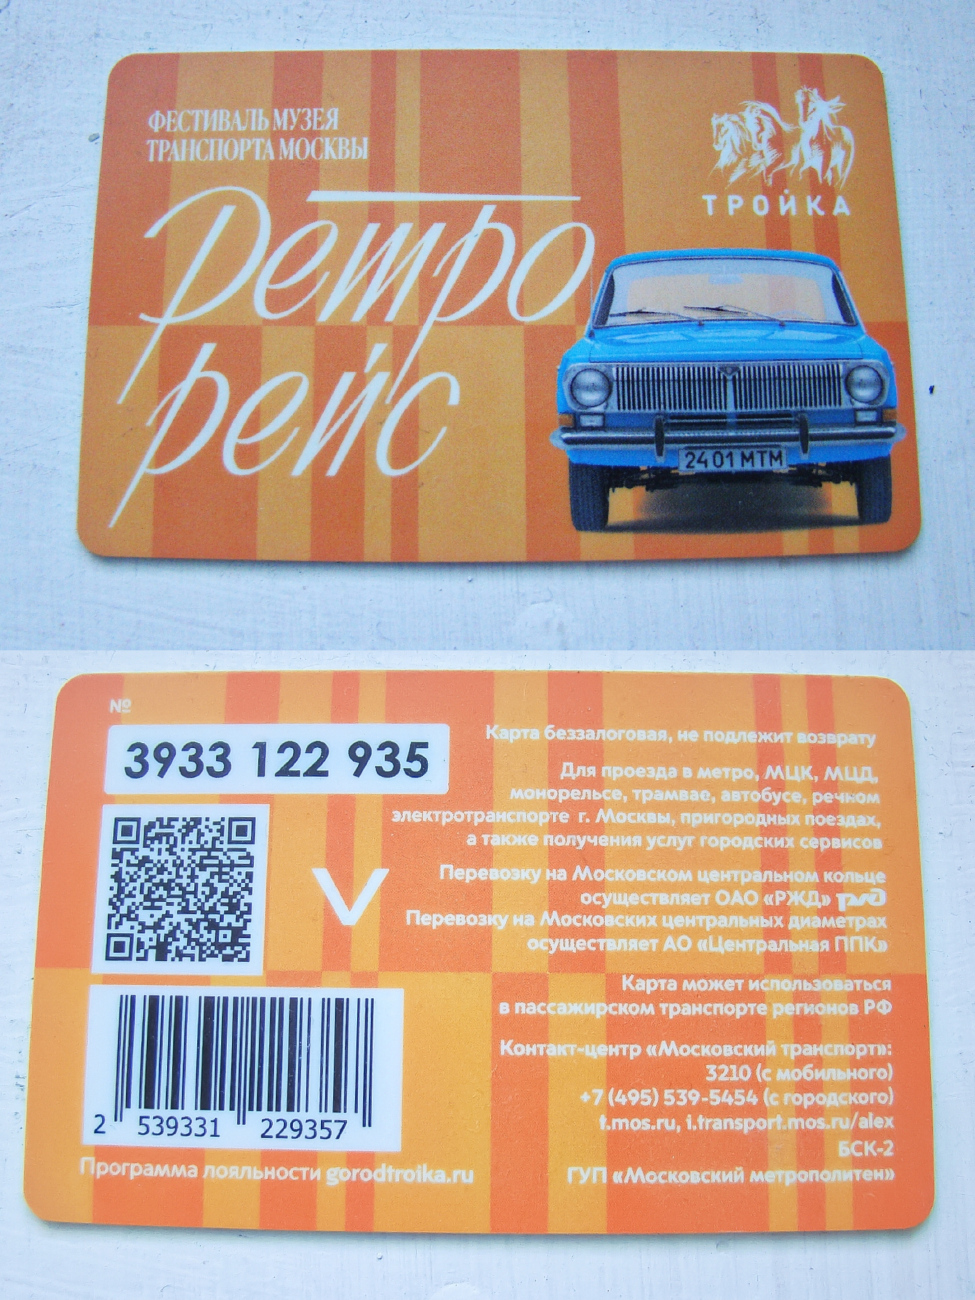 ФЕСТИВАЛЬ МУЗЕЯ
ТРАНСПОРТА МОСКВЫ
Ретро
рейс
ТРОЙКА
24 01 МТМ
№
3933 122 935
Карта беззалоговая, не подлежит возврату
Для проезда в метро, МЦК, МЦД,
монорельсе, трамвае, автобусе, речном
электротранспорте г. Москвы, пригородных поездах,
а также получения услуг городских сервисов
Перевозку на Московском центральном кольце
осуществляет ОАО «РЖД» РЖД
Перевозку на Московских центральных диаметрах
осуществляет АО «Центральная ППК»
Карта может использоваться
в пассажирском транспорте регионов РФ
Контакт-центр «Московский транспорт»:
3210 (с мобильного)
+7 (495) 539-5454 (с городского)
t.mos.ru, i.transport.mos.ru/alex
БСК-2
ГУП «Московский метрополитен»
2 539331 229357
Программа лояльности gorodtroika.ru